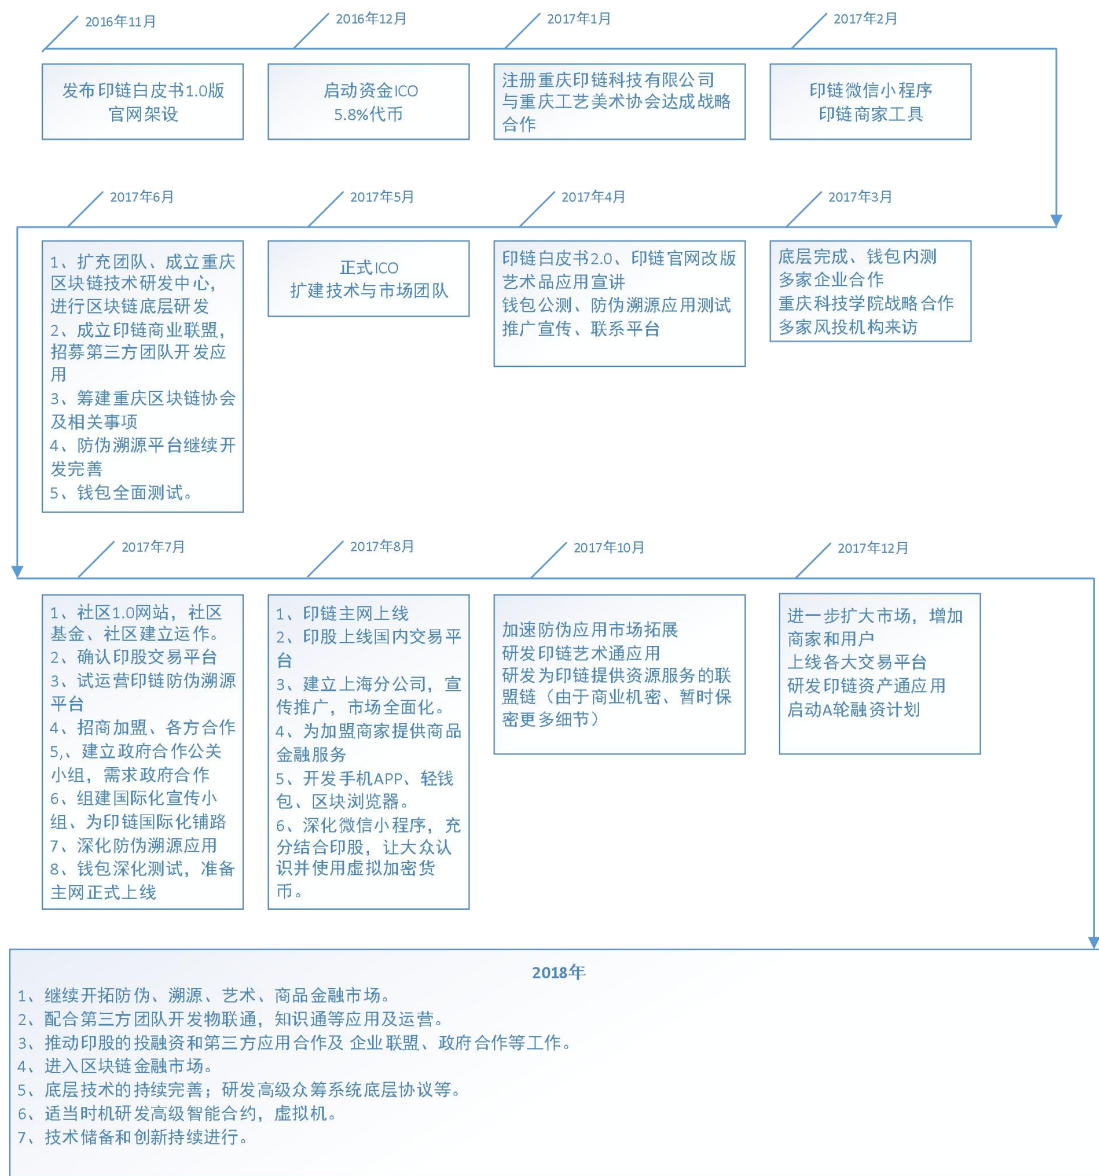 2016年11月
发布印链白皮书1.0版
官网架设
2016年12月
启动资金ICO
5.8%代币
2017年1月
注册重庆印链科技有限公司
与重庆工艺美术协会达成战略
合作
2017年2月
印链微信小程序
印链商家工具
2017年3月
底层完成、钱包内测
多家企业合作
重庆科技学院战略合作
多家风投机构来访
2017年4月
印链白皮书2.0、印链官网改版
艺术品应用宣讲
钱包公测、防伪溯源应用测试
推广宣传、联系平台
2017年5月
正式ICO
扩建技术与市场团队
2017年6月
1、扩充团队、成立重庆
区块链技术研发中心，
进行区块链底层研发
2、成立印链商业联盟，
招募第三方团队开发应
用
3、筹建重庆区块链协会
及相关事项
4、防伪溯源平台继续开
发完善
5、钱包全面测试。
2017年7月
1、社区1.0网站，社区
基金、社区建立运作。
2、确认印股交易平台
3、试运营印链防伪溯源
平台
4、招商加盟、各方合作
5,、建立政府合作公关
小组，需求政府合作
6、组建国际化宣传小
组、为印链国际化铺路
7、深化防伪溯源应用
8、钱包深化测试，准备
主网正式上线
2017年8月
1、印链主网上线
2、印股上线国内交易平
台
3、建立上海分公司，宣
传推广，市场全面化。
4、为加盟商家提供商品
金融服务
5、开发手机APP、轻钱
包、区块浏览器。
6、深化微信小程序，充
分结合印股，让大众认
识并使用虚拟加密货
币。
2017年10月
加速防伪应用市场拓展
研发印链艺术通应用
研发为印链提供资源服务的联
盟链（由于商业机密、暂时保
密更多细节）
2017年12月
进一步扩大市场，增加
商家和用户
上线各大交易平台
研发印链资产通应用
启动A轮融资计划
2018年
1、继续开拓防伪、溯源、艺术、商品金融市场。
2、配合第三方团队开发物联通，知识通等应用及运营。
3、推动印股的投融资和第三方应用合作及 企业联盟、政府合作等工作。
4、进入区块链金融市场。
5、底层技术的持续完善；研发高级众筹系统底层协议等。
6、适当时机研发高级智能合约，虚拟机。
7、技术储备和创新持续进行。